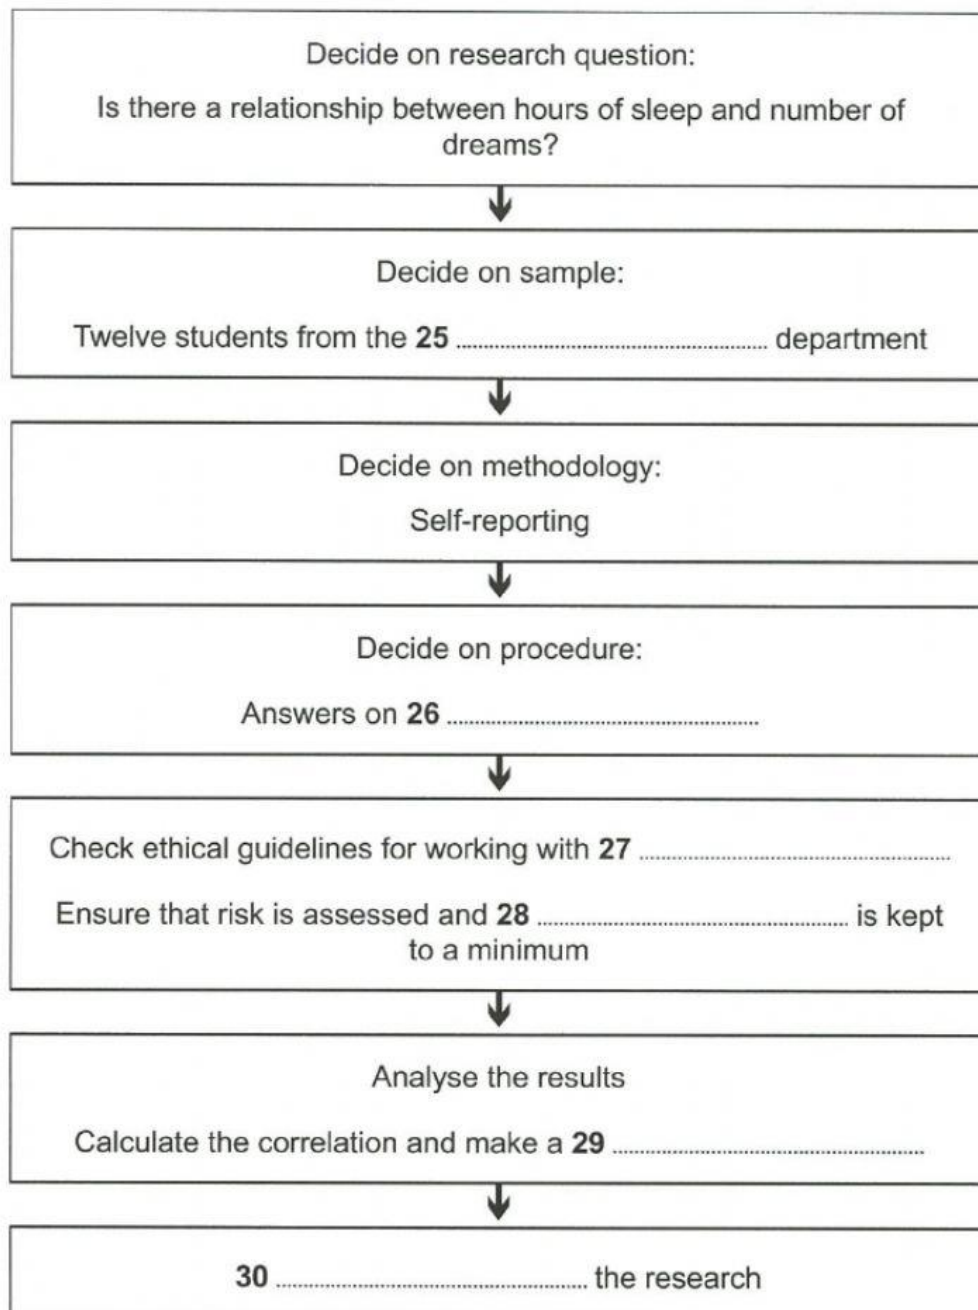 Decide on research question:
Is there a relationship between hours of sleep and number of
dreams?
Decide on sample:
Twelve students from the 25 ................................................ department
Decide on methodology:
Self-reporting
Decide on procedure:
Answers on 26 ................................................
Check ethical guidelines for working with 27 ................................................
Ensure that risk is assessed and 28 ................................................ is kept
to a minimum
Analyse the results
Calculate the correlation and make a 29 ................................................
30 ................................................ the research